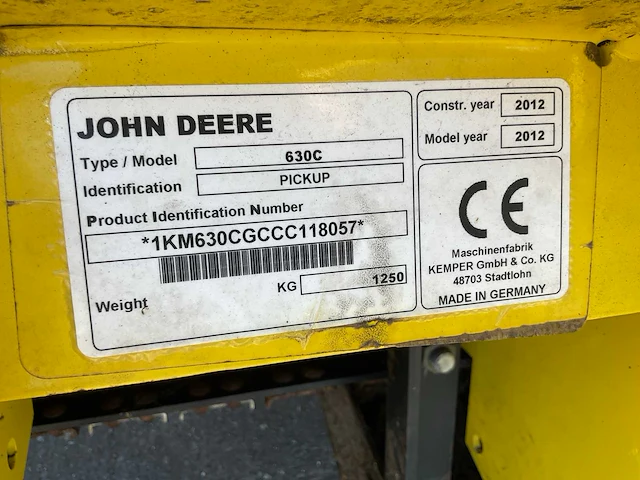 JOHN DEERE
Type / Model 630C
Identification PICKUP
Product Identification Number
*1KM630CGCCC118057*
KG 1250
Weight
Constr. year 2012
Model year 2012
CE
Maschinenfabrik
KEMPER GmbH & Co. KG
48703 Stadtlohn
MADE IN GERMANY